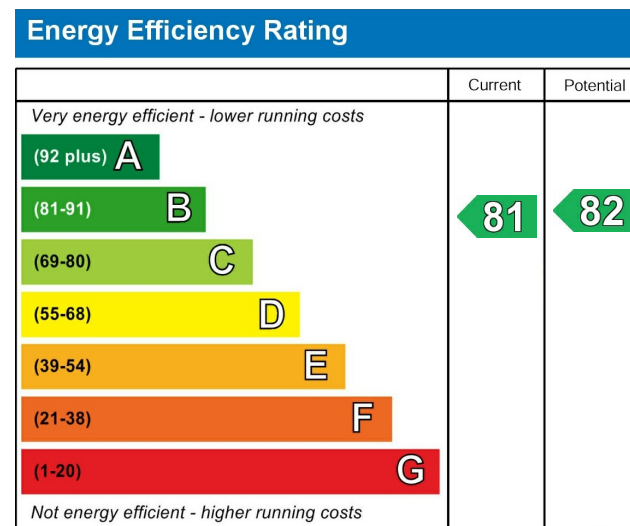 Energy Efficiency Rating
Current Potential
Very energy efficient - lower running costs
(92 plus) A
(81-91) B
81 82
(69-80) C
(55-68) D
(39-54) E
(21-38) F
(1-20) G
Not energy efficient - higher running costs